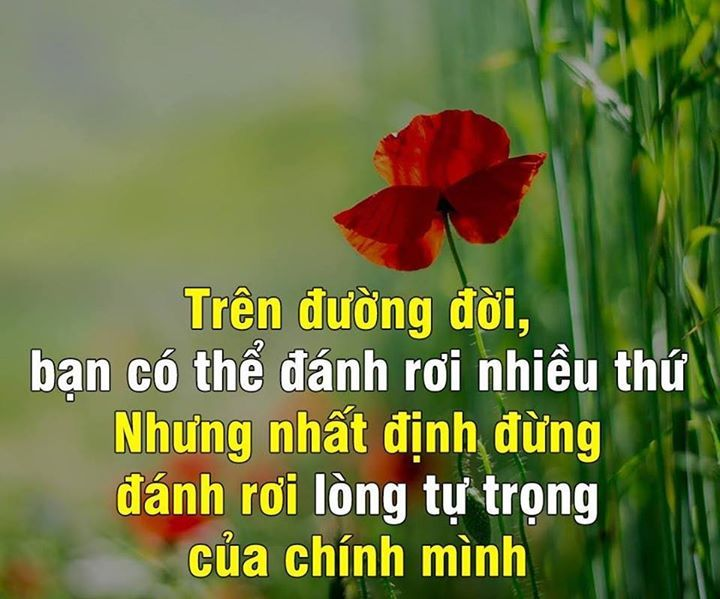 Trên đường đời,
bạn có thể đánh rơi nhiều thứ
Nhưng nhất định đừng
đánh rơi lòng tự trọng
của chính mình